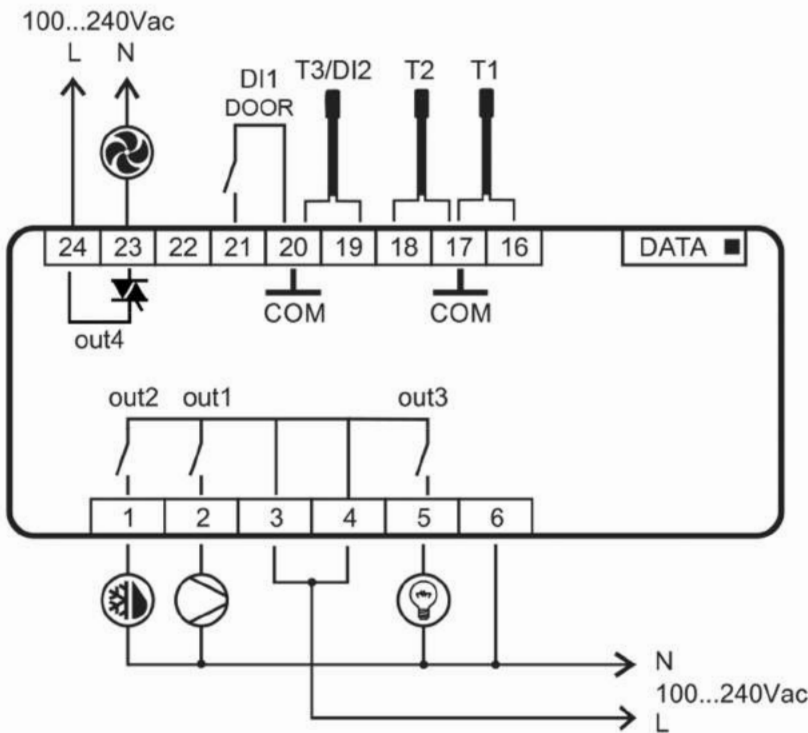 100...240Vac
L N
DI1 T3/DI2 T2 T1
DOOR
24 23 22 21 20 19 18 17 16 DATA
COM COM
out4
out2 out1 out3
1 2 3 4 5 6
N
100...240Vac
L